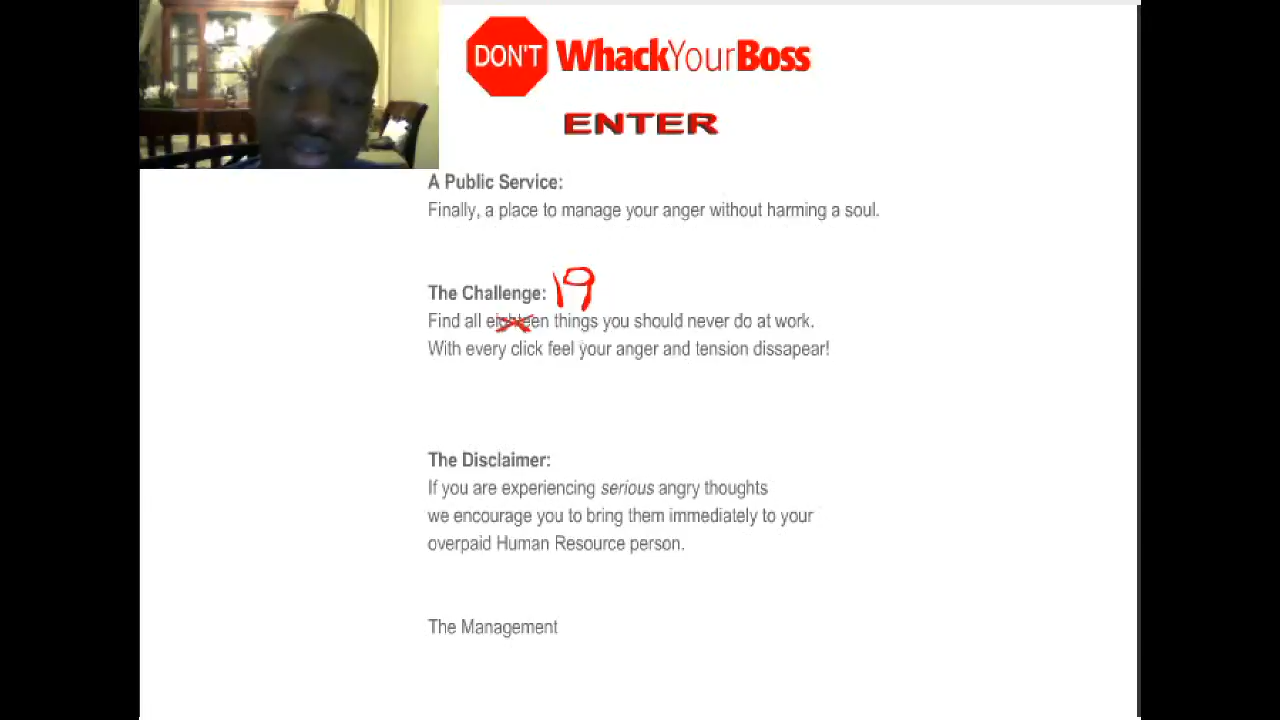 DON'T WhackYourBoss
ENTER
A Public Service:
Finally, a place to manage your anger without harming a soul.
The Challenge: 19
Find all eighteen things you should never do at work.
With every click feel your anger and tension dissapear!
The Disclaimer:
If you are experiencing serious angry thoughts
we encourage you to bring them immediately to your
overpaid Human Resource person.
The Management